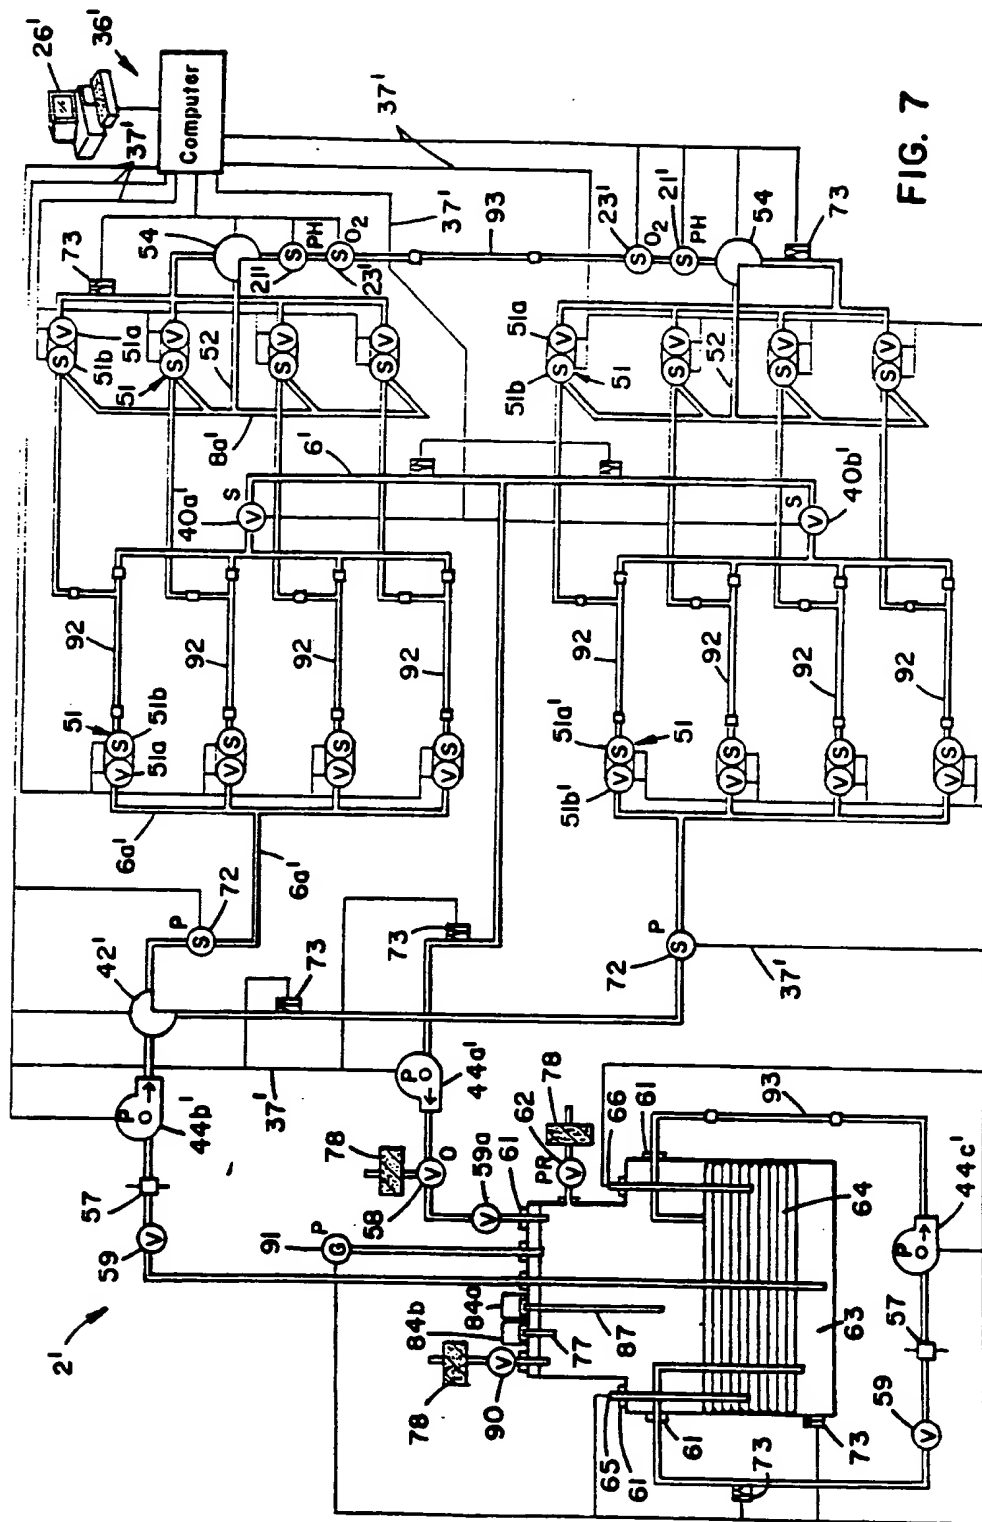 2'
26'
36'
Computer
37'
73
54
PH
O2
21'
23'
37'
93
37'
23'
O2
21'
PH
54
73
51a
51b
51
52
8a'
6'
40a'
S
V
92
92
92
92
51
51b
51a
6a'
6a'
72
P
S
42'
73
73
37'
44b'
P
44a'
P
57
59
V
78
58
V
O
59a
V
61
91
G
P
84a
84b
78
90
V
77
87
62
PR
V
78
66
61
64
63
65
61
61
73
73
93
44c'
P
57
59
V
51a
51b
51
52
40b'
S
V
92
92
92
92
51a'
51
51b'
72
P
S
37'
FIG. 7